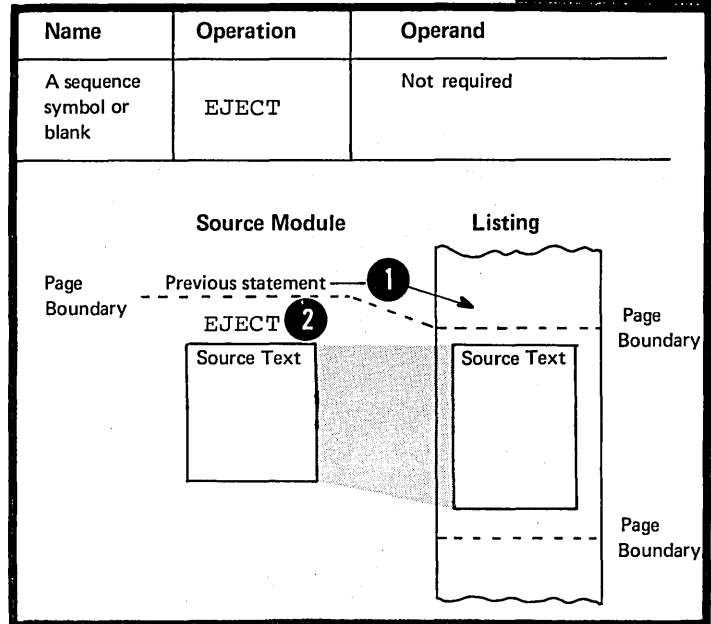 Name Operation Operand
A sequence
symbol or
blank
EJECT
Not required
Source Module Listing
Page
Boundary
Previous statement 1
EJECT 2
Page
Boundary
Source Text
Source Text
Page
Boundary